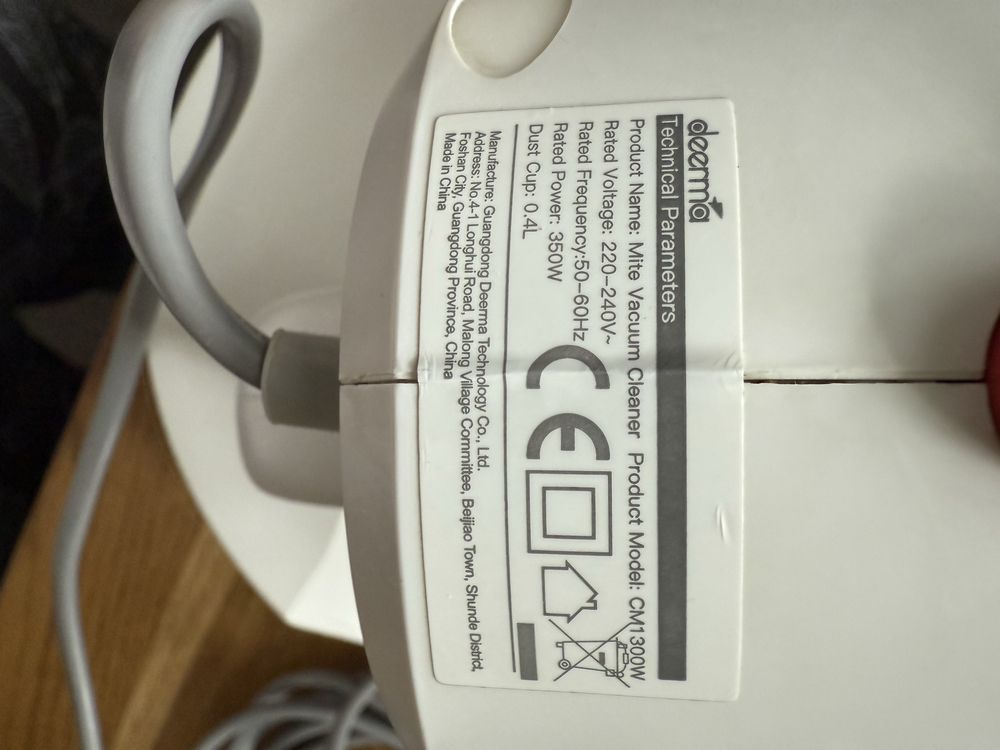 deerma
Technical Parameters
Product Name: Mite Vacuum Cleaner Product Model: CM1300W
Rated Voltage: 220-240V~
Rated Frequency:50-60Hz
Rated Power: 350W
Dust Cup: 0.4L
CE
Manufacture: Guangdong Deerma Technology Co., Ltd.
Address: No.4-1 Longhui Road, Malong Village Committee, Beijiao Town, Shunde District,
Foshan City, Guangdong Province, China
Made in China